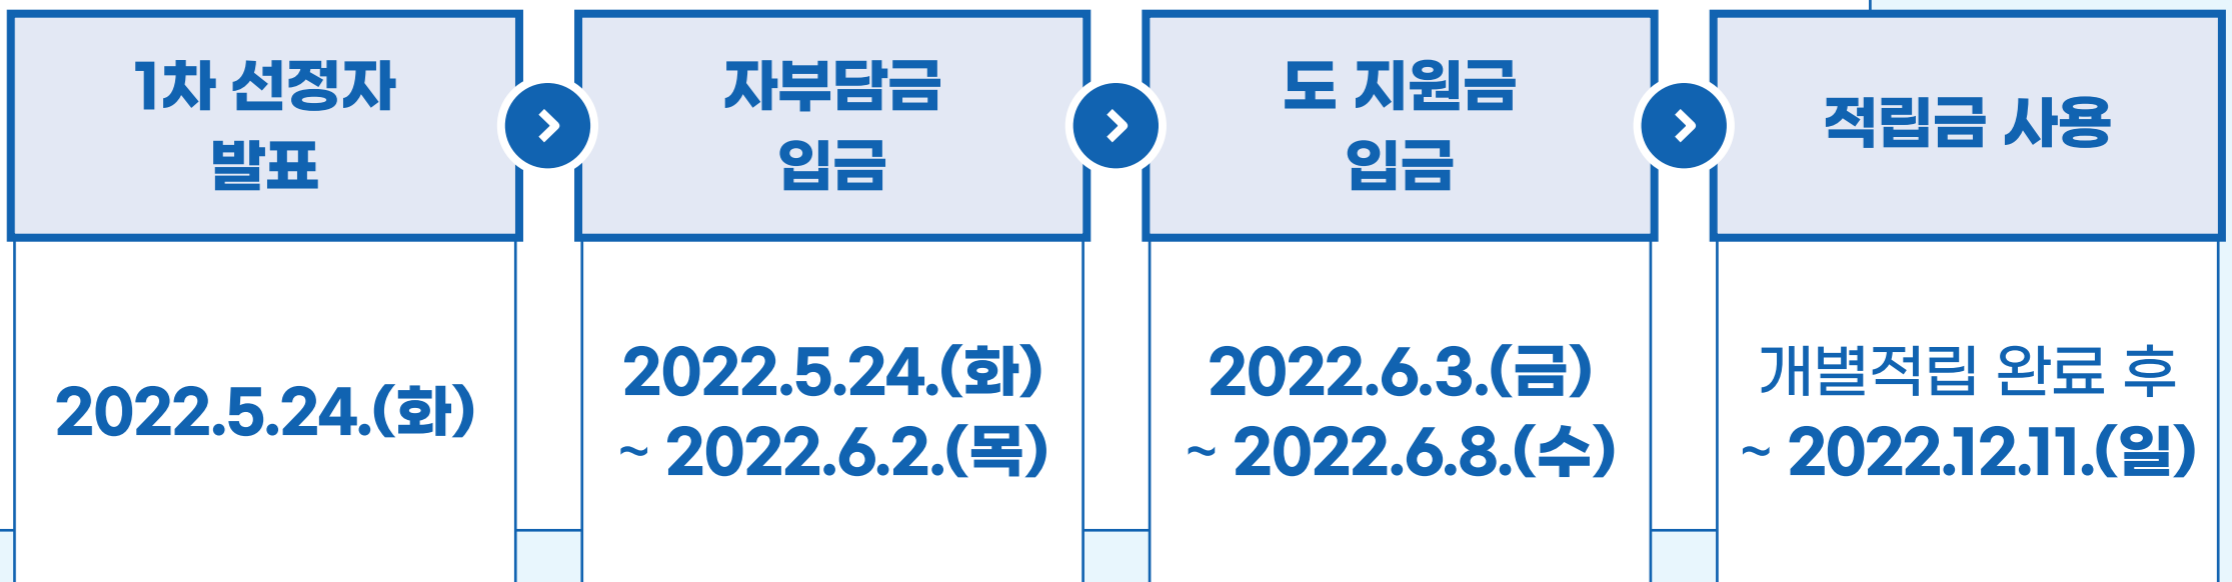 1차 선정자
발표
자부담금
입금
도 지원금
입금
적립금 사용
2022.5.24.(화)
2022.5.24.(화)
~ 2022.6.2.(목)
2022.6.3.(금)
~ 2022.6.8.(수)
개별적립 완료 후
~ 2022.12.11.(일)